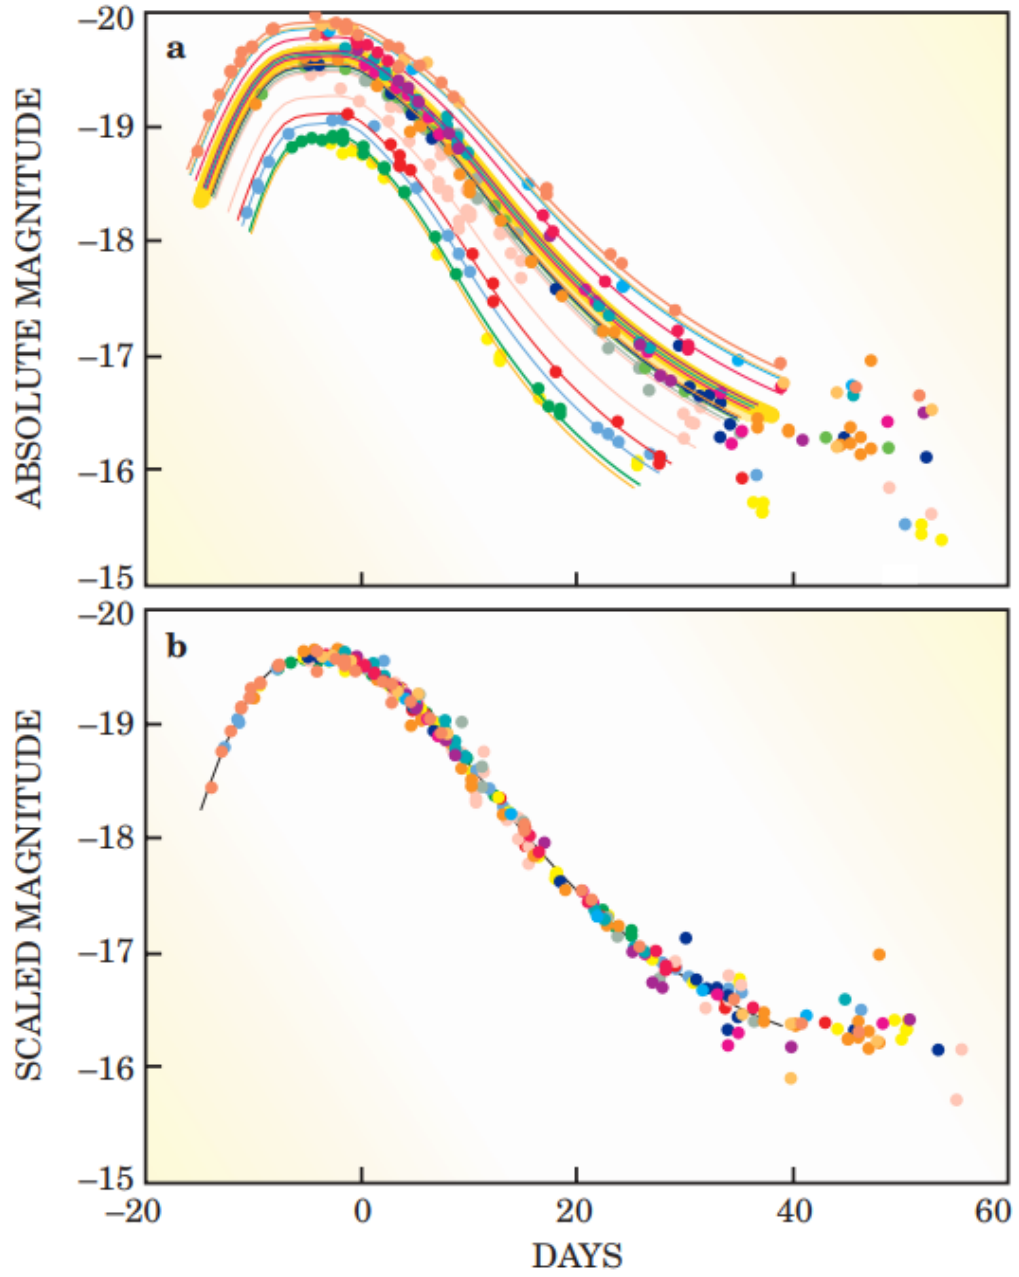 ABSOLUTE MAGNITUDE
a
–20
–19
–18
–17
–16
–15
SCALED MAGNITUDE
b
–20
–19
–18
–17
–16
–15
–20 0 20 40 60
DAYS